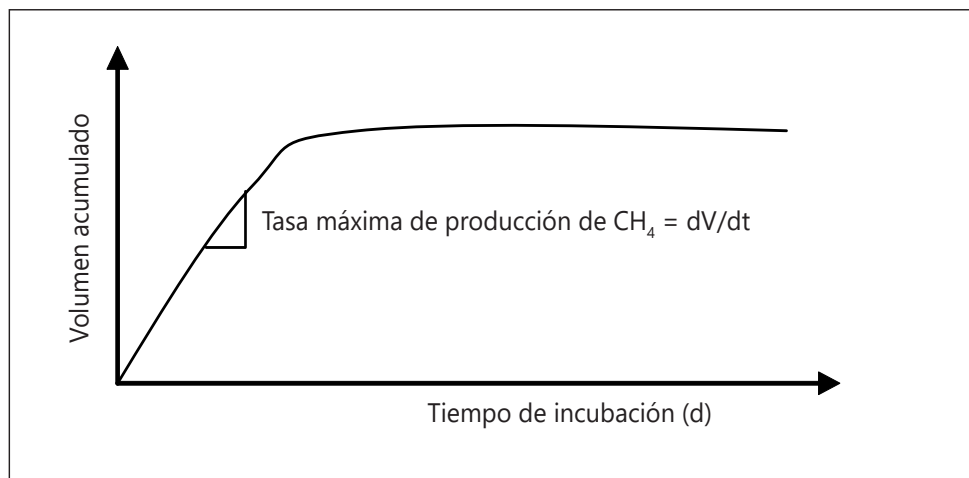 Volumen acumulado
Tasa máxima de producción de CH₄ = dV/dt
Tiempo de incubación (d)